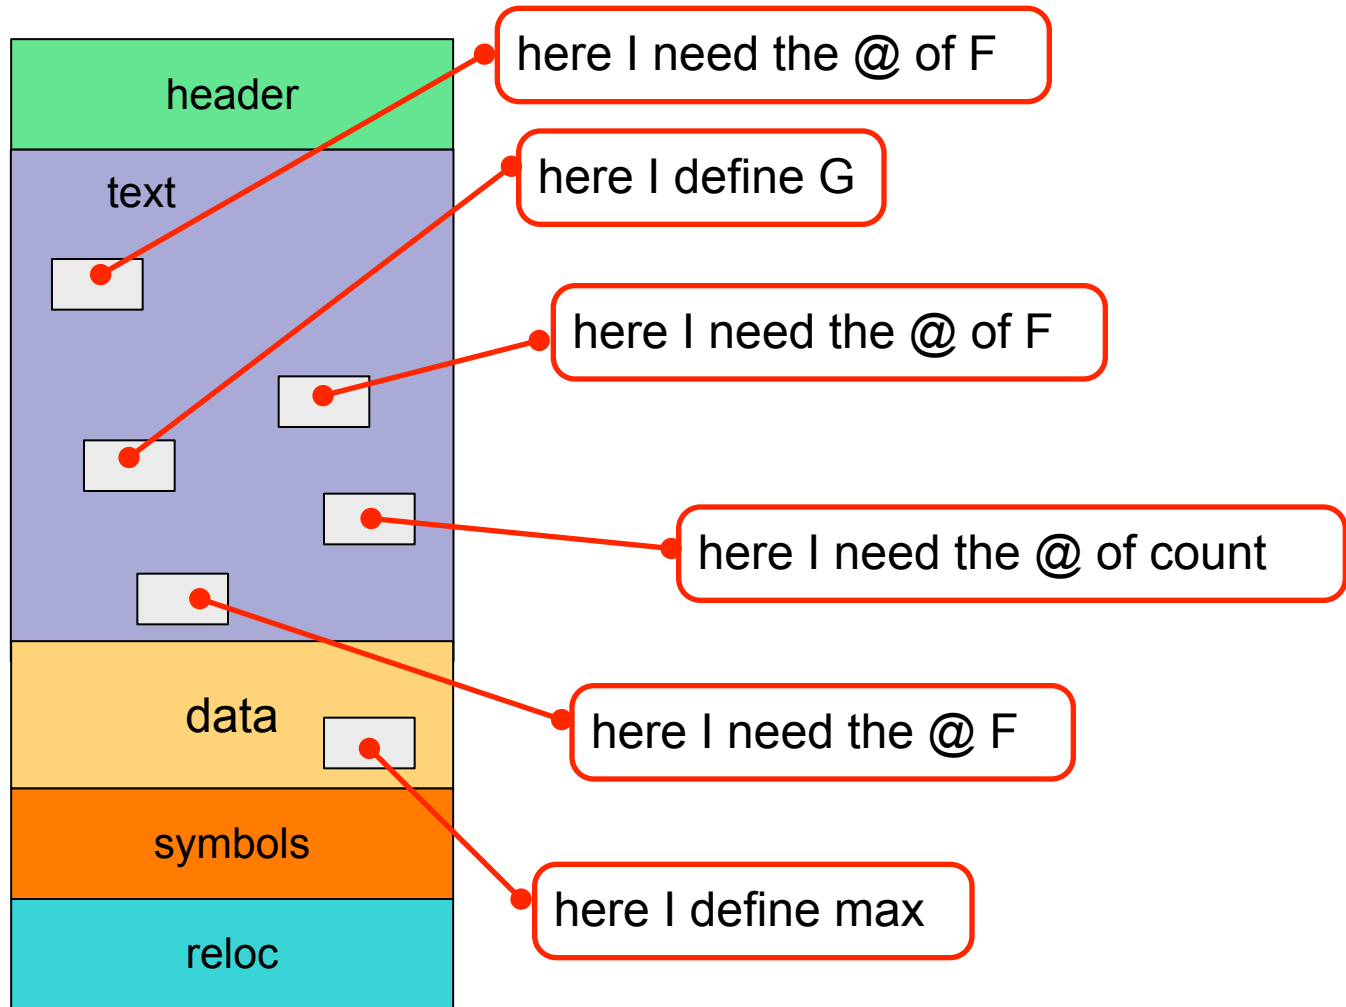 here I need the @ of F
header
here I define G
text
here I need the @ of F
here I need the @ of count
data
here I need the @ F
symbols
here I define max
reloc